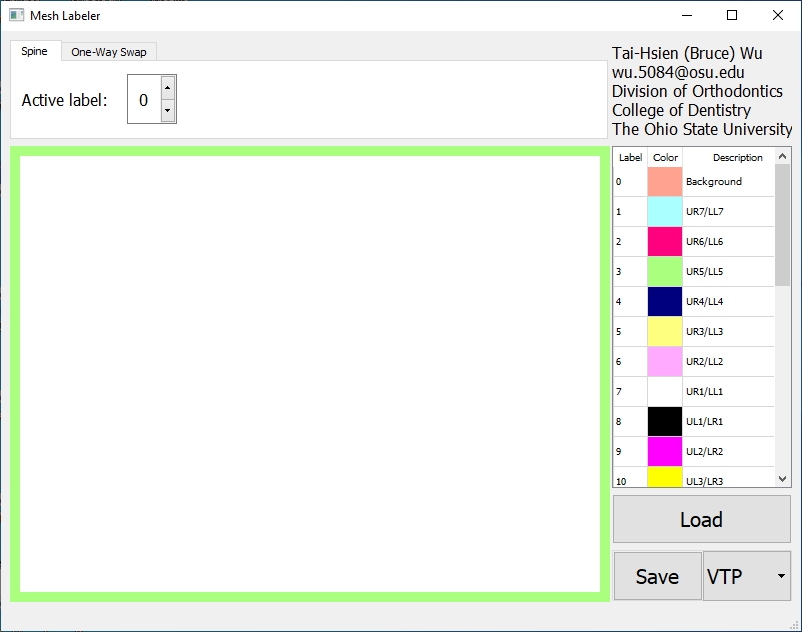 Mesh Labeler
Spine
One-Way Swap
Active label:
0
Tai-Hsien (Bruce) Wu
wu.5084@osu.edu
Division of Orthodontics
College of Dentistry
The Ohio State University
Label Color Description
0 Background
1 UR7/LL7
2 UR6/LL6
3 UR5/LL5
4 UR4/LL4
5 UR3/LL3
6 UR2/LL2
7 UR1/LL1
8 UL1/LR1
9 UL2/LR2
10 UL3/LR3
Load
Save
VTP